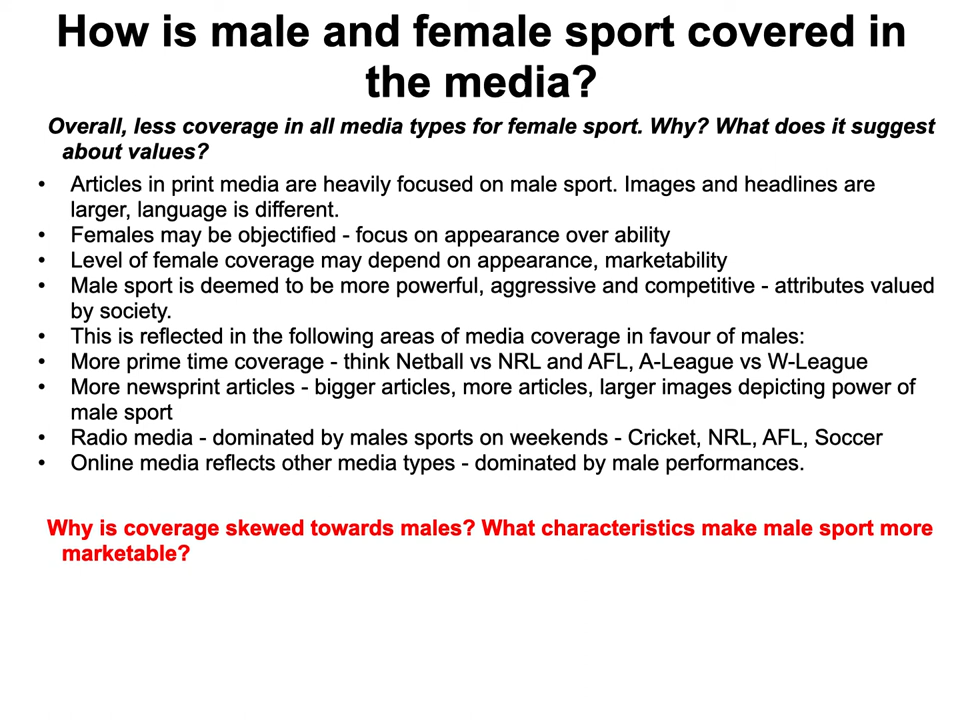 How is male and female sport covered in
the media?
Overall, less coverage in all media types for female sport. Why? What does it suggest
about values?
• Articles in print media are heavily focused on male sport. Images and headlines are
larger, language is different.
• Females may be objectified - focus on appearance over ability
• Level of female coverage may depend on appearance, marketability
• Male sport is deemed to be more powerful, aggressive and competitive - attributes valued
by society.
• This is reflected in the following areas of media coverage in favour of males:
• More prime time coverage - think Netball vs NRL and AFL, A-League vs W-League
• More newsprint articles - bigger articles, more articles, larger images depicting power of
male sport
• Radio media - dominated by males sports on weekends - Cricket, NRL, AFL, Soccer
• Online media reflects other media types - dominated by male performances.
Why is coverage skewed towards males? What characteristics make male sport more
marketable?